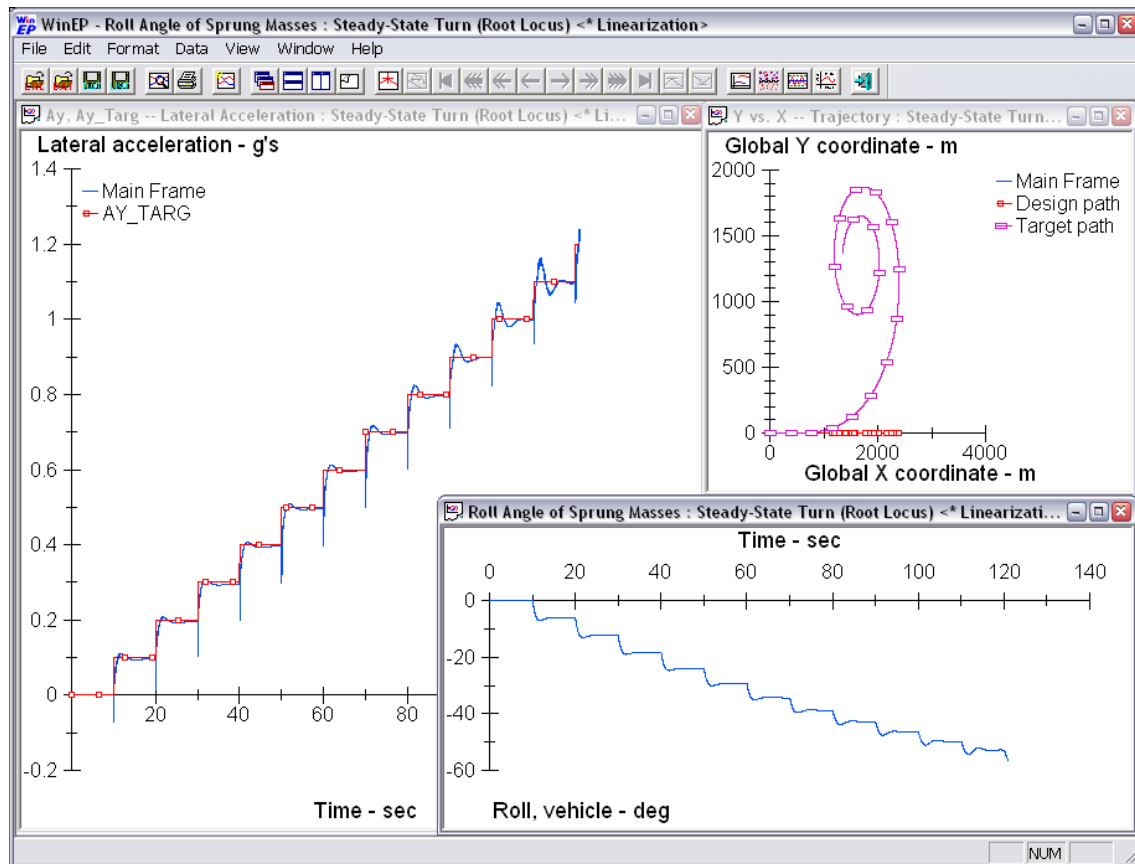 WinEP - Roll Angle of Sprung Masses : Steady-State Turn (Root Locus) <* Linearization>
File Edit Format Data View Window Help
Ay, Ay_Targ -- Lateral Acceleration : Steady-State Turn (Root Locus) <* Li...
Lateral acceleration - g's
1.4
Main Frame
AY_TARG
1.2
1
0.8
0.6
0.4
0.2
0
20 40 60 80
-0.2
Time - sec
Y vs. X -- Trajectory : Steady-State Turn...
Global Y coordinate - m
2000
Main Frame
Design path
Target path
1500
1000
500
0
0 2000 4000
Global X coordinate - m
Roll Angle of Sprung Masses : Steady-State Turn (Root Locus) <* Linearizati...
Time - sec
0 20 40 60 80 100 120 140
0
-20
-40
-60
Roll, vehicle - deg
NUM